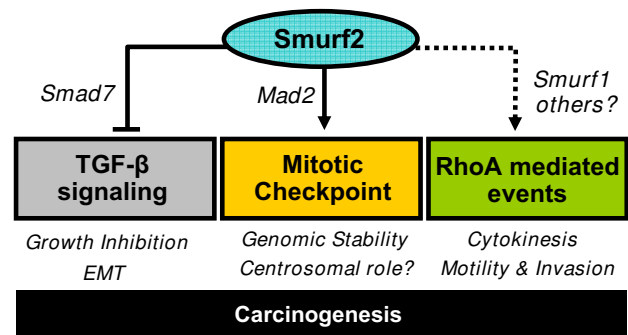 Smurf2
Smad7
Mad2
Smurf1
others?
TGF-β
signaling
Mitotic
Checkpoint
RhoA mediated
events
Growth Inhibition
EMT
Genomic Stability
Centrosomal role?
Cytokinesis
Motility & Invasion
Carcinogenesis